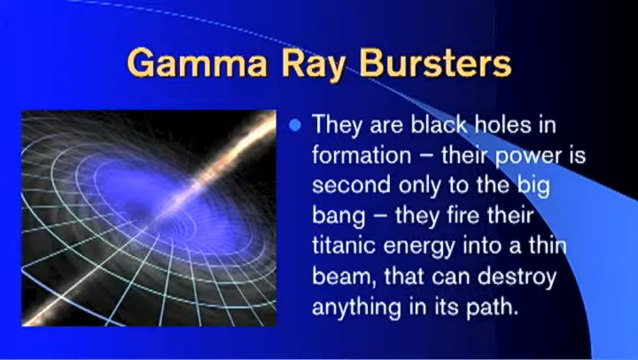 Gamma Ray Bursters
They are black holes in
formation – their power is
second only to the big
bang – they fire their
titanic energy into a thin
beam, that can destroy
anything in its path.